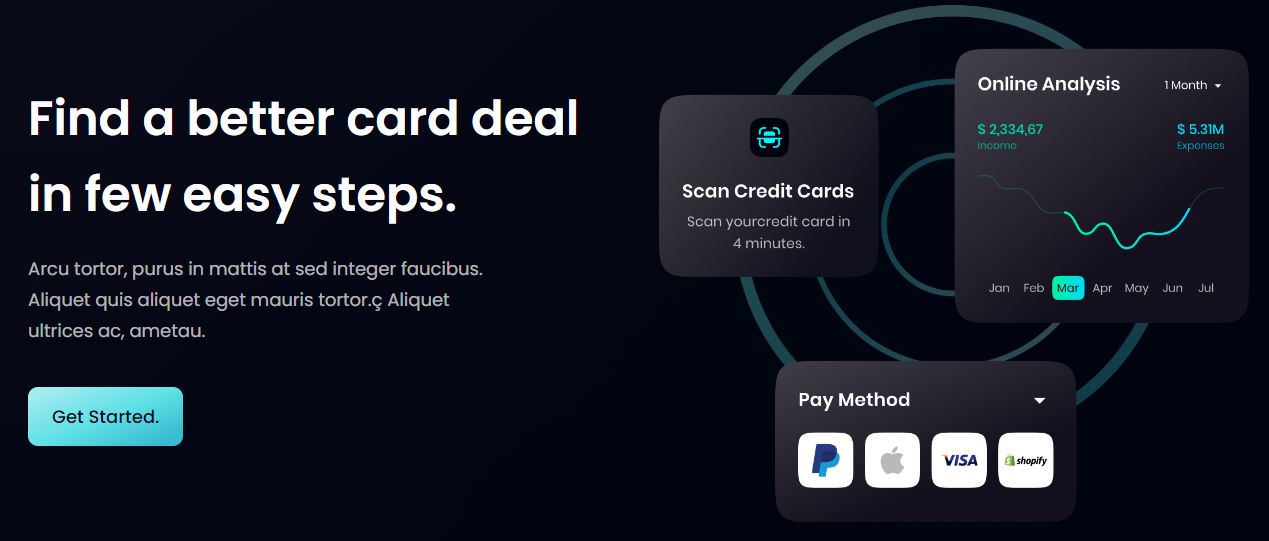 Find a better card deal
in few easy steps.
Arcu tortor, purus in mattis at sed integer faucibus.
Aliquet quis aliquet eget mauris tortor.ç Aliquet
ultrices ac, ametau.
Get Started.
Scan Credit Cards
Scan yourcredit card in
4 minutes.
Online Analysis
1 Month
$ 2,334,67
$ 5.31M
Income
Expenses
Jan Feb Mar Apr May Jun Jul
Pay Method
VISA
shopify